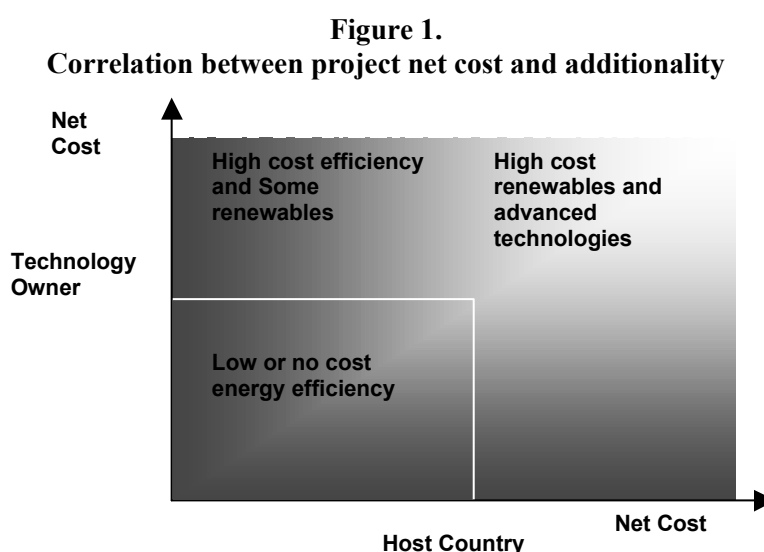 Figure 1.
Correlation between project net cost and additionality
Net
Cost
High cost efficiency
and Some
renewables
High cost
renewables and
advanced
technologies
Technology
Owner
Low or no cost
energy efficiency
Net Cost
Host Country